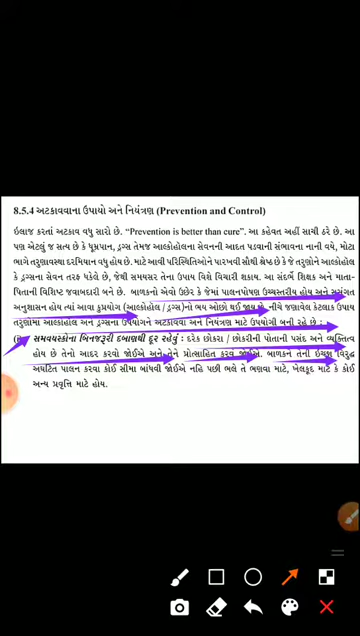 8.5.4 અટકાવવાના ઉપાયો અને નિયંત્રણ (Prevention and Control)
ઇલાજ કરતાં અટકાવ વધુ સારો છે. “Prevention is better than cure”. આ કહેવત અહીં સાચી ઠરે છે. આ
પણ એટલું જ સત્ય છે કે ધૂમ્રપાન, ડ્રગ્સ તેમજ આલ્કોહોલના સેવનની આદત પડવાની સંભાવના નાની વયે, મોટા
ભાગે તરુણાવસ્થા દરમિયાન વધુ હોય છે. માટે આવી પરિસ્થિતિઓને પારખવી સૌથી શ્રેષ્ઠ છે કે જે તરુણોને આલ્કોહોલ
કે ડ્રગ્સના સેવન તરફ ધકેલે છે, જેથી સમયસર તેના ઉપાય વિશે વિચારી શકાય. આ સંદર્ભે શિક્ષક અને માતા-
પિતાની વિશિષ્ટ જવાબદારી બને છે. બાળકનો એવો ઉછેર કે જેમાં પાલનપોષણ ઉચ્ચસ્તરીય હોય અને સુસંગત
અનુશાસન હોય ત્યાં આવા કુપ્રયોગ (આલ્કોહોલ / ડ્રગ્સ)નો ભય ઓછો થઈ જાય છે. નીચે જણાવેલ કેટલાક ઉપાય
તરુણોમાં આલ્કોહોલ અને ડ્રગ્સના ઉપયોગને અટકાવવા અને નિયંત્રણ માટે ઉપયોગી બની રહે છે :
સમવયસ્કોના બિનજરૂરી દબાણથી દૂર રહેવું : દરેક છોકરા / છોકરીની પોતાની પસંદ અને વ્યક્તિત્વ
હોય છે તેનો આદર કરવો જોઈએ અને તેને પ્રોત્સાહિત કરવા જોઈએ. બાળકને તેની ઈચ્છા વિરુદ્ધ
અઘટિત પાલન કરવા કોઈ સીમા બાંધવી જોઈએ નહિ પછી ભલે તે ભણવા માટે, ખેલકૂદ માટે કે કોઈ
અન્ય પ્રવૃત્તિ માટે હોય.